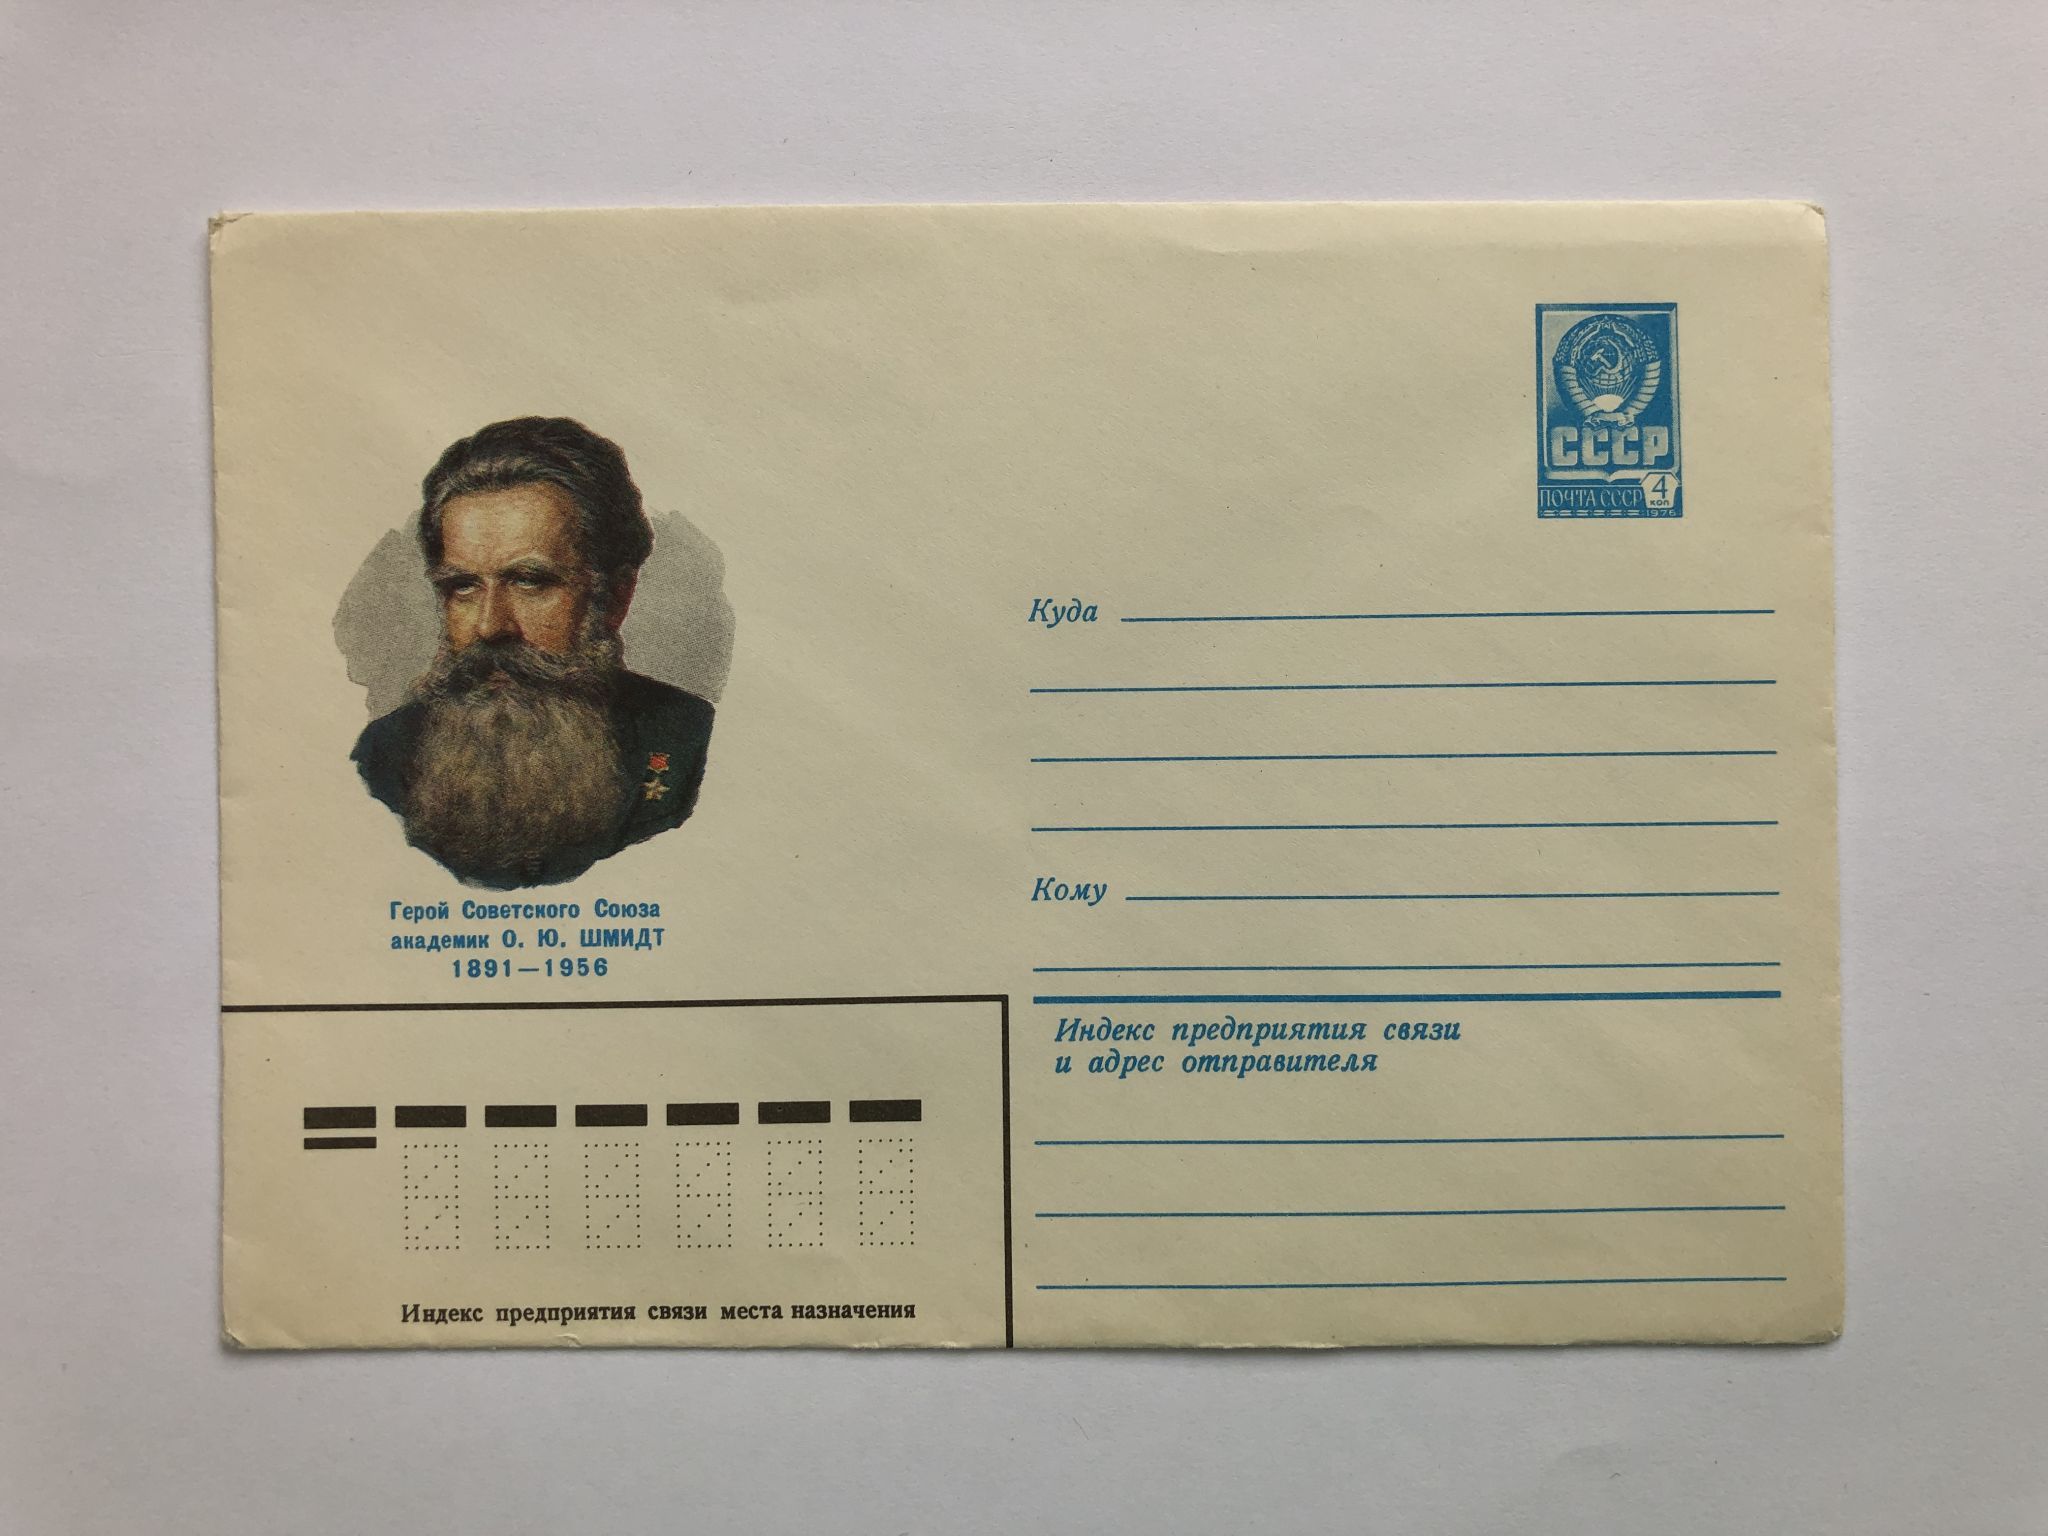 СССР
ПОЧТА СССР 4 коп
1976
Куда
Герой Советского Союза
академик О. Ю. ШМИДТ
1891—1956
Кому
Индекс предприятия связи
и адрес отправителя
Индекс предприятия связи места назначения